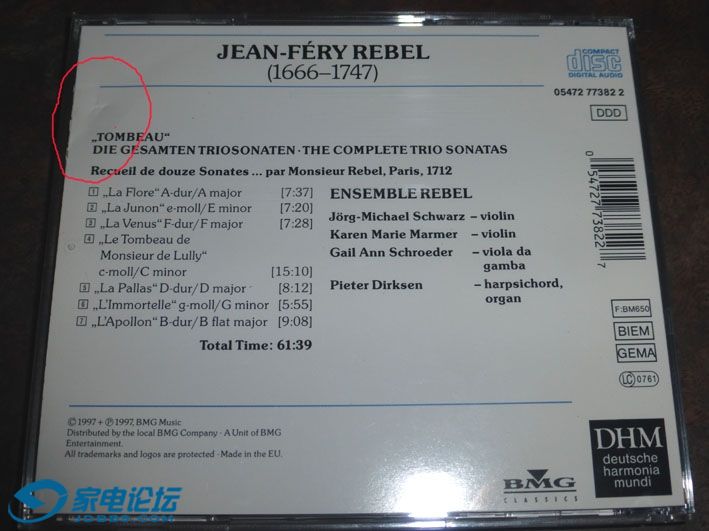 JEAN-FÉRY REBEL
(1666–1747)
COMPACT
disc
DIGITAL AUDIO
05472 77382 2
DDD
„TOMBEAU“
DIE GESAMTEN TRIOSONATEN · THE COMPLETE TRIO SONATAS
Recueil de douze Sonates ... par Monsieur Rebel, Paris, 1712
1 „La Flore“ A-dur/A major [7:37]
2 „La Junon“ e-moll/E minor [7:20]
3 „La Venus“ F-dur/F major [7:28]
4 „Le Tombeau de
Monsieur de Lully“
c-moll/C minor [15:10]
5 „La Pallas“ D-dur/D major [8:12]
6 „L'Immortelle“ g-moll/G minor [5:55]
7 „L'Apollon“ B-dur/B flat major [9:08]
Total Time: 61:39
ENSEMBLE REBEL
Jörg-Michael Schwarz – violin
Karen Marie Marmer – violin
Gail Ann Schroeder – viola da
gamba
Pieter Dirksen – harpsichord,
organ
0 54727 73822 7
F:BM650
BIEM
GEMA
LC 0761
© 1997 + ℗ 1997, BMG Music
Distributed by the local BMG Company · A Unit of BMG
Entertainment.
All trademarks and logos are protected · Made in the EU.
BMG
CLASSICS
DHM
deutsche
harmonia
mundi
家电论坛
JDBBS.COM